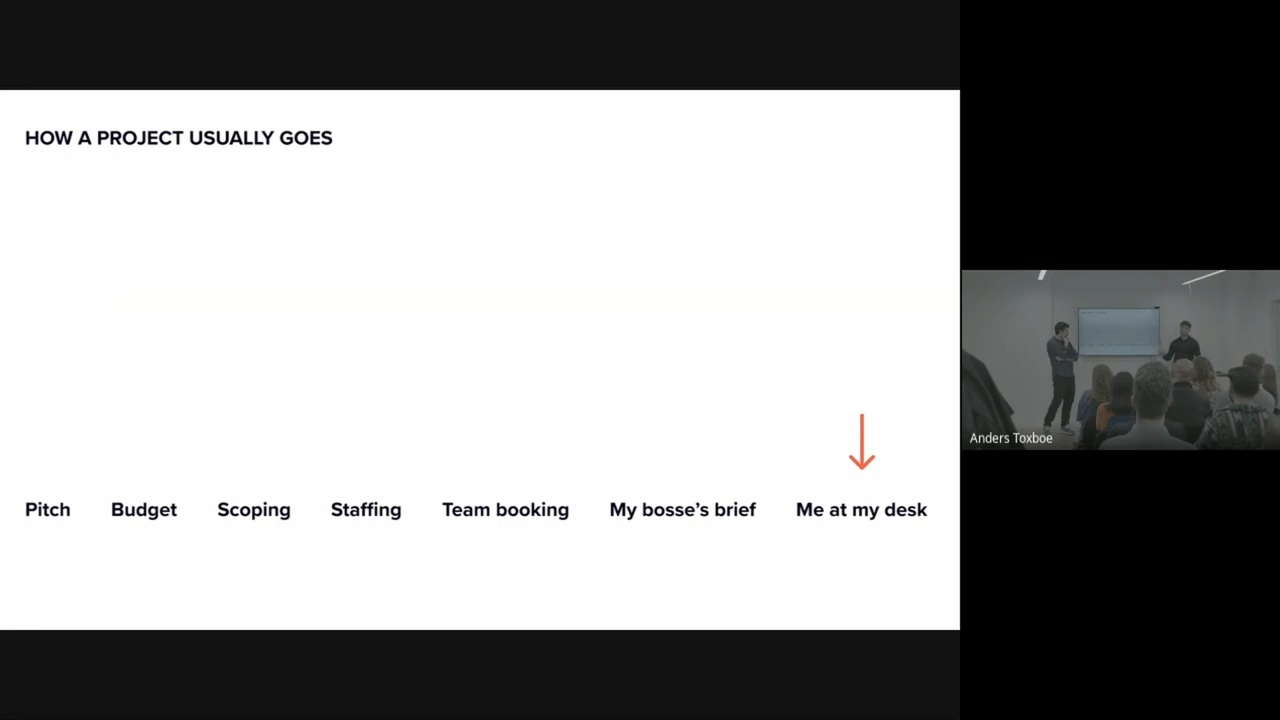 HOW A PROJECT USUALLY GOES
Pitch Budget Scoping Staffing Team booking My bosse’s brief Me at my desk
Anders Toxboe